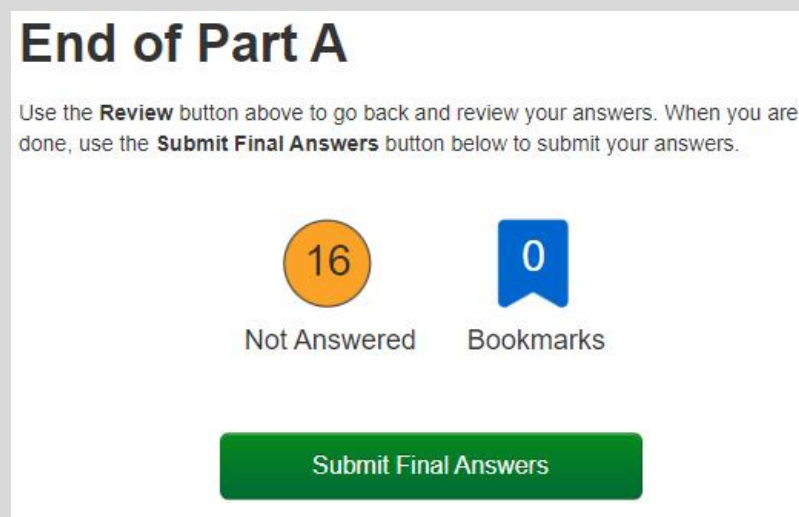 End of Part A
Use the Review button above to go back and review your answers. When you are
done, use the Submit Final Answers button below to submit your answers.
16
0
Not Answered
Bookmarks
Submit Final Answers